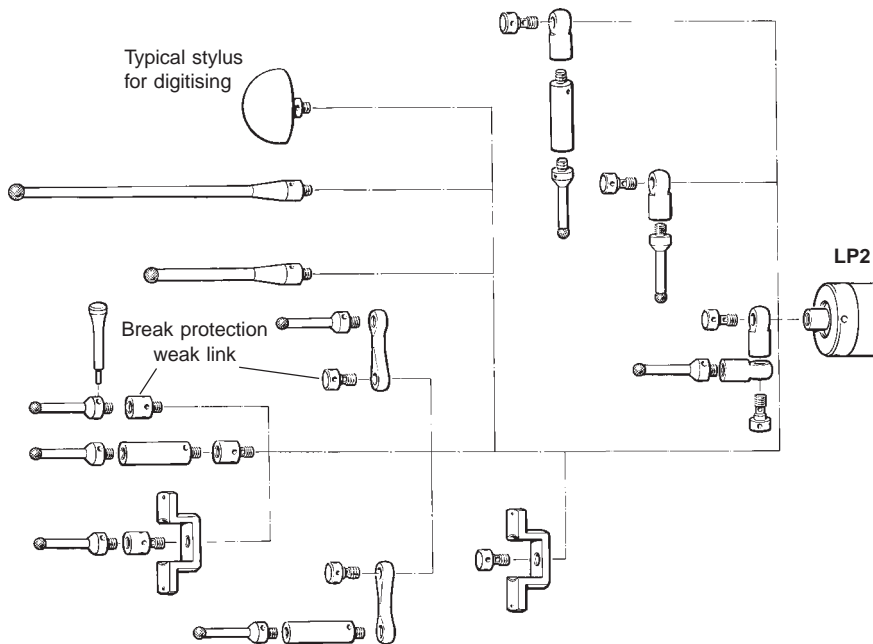 Typical stylus
for digitising
LP2
Break protection
weak link